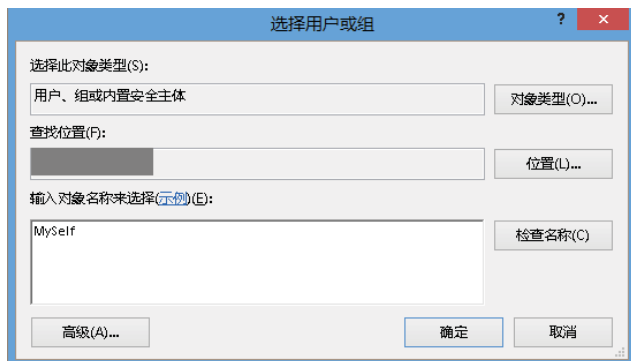 选择用户或组
选择此对象类型(S):
用户、组或内置安全主体
对象类型(O)...
查找位置(F):
位置(L)...
输入对象名称来选择(示例)(E):
MySelf
检查名称(C)
高级(A)...
确定
取消